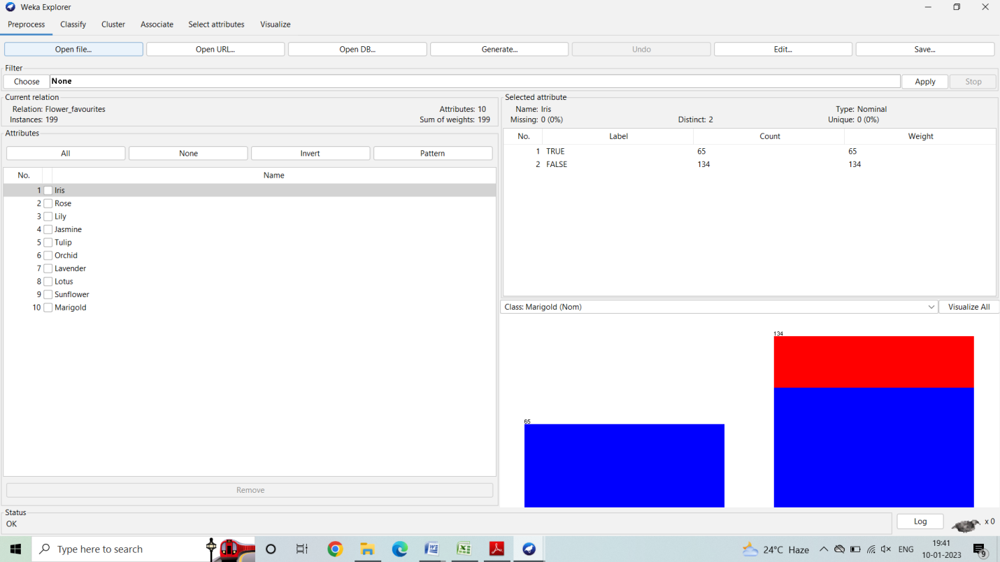 Weka Explorer
Preprocess Classify Cluster Associate Select attributes Visualize
Open file... Open URL... Open DB... Generate... Undo Edit... Save...
Filter
Choose None Apply Stop
Current relation
Relation: Flower_favourites Attributes: 10
Instances: 199 Sum of weights: 199
Selected attribute
Name: Iris Type: Nominal
Missing: 0 (0%) Distinct: 2 Unique: 0 (0%)
Attributes
All None Invert Pattern
No. Name
1 Iris
2 Rose
3 Lily
4 Jasmine
5 Tulip
6 Orchid
7 Lavender
8 Lotus
9 Sunflower
10 Marigold
Remove
No. Label Count Weight
1 TRUE 65 65
2 FALSE 134 134
Class: Marigold (Nom) Visualize All
65
134
Status
OK
Log x 0
Type here to search
24°C Haze ENG
19:41
10-01-2023
9